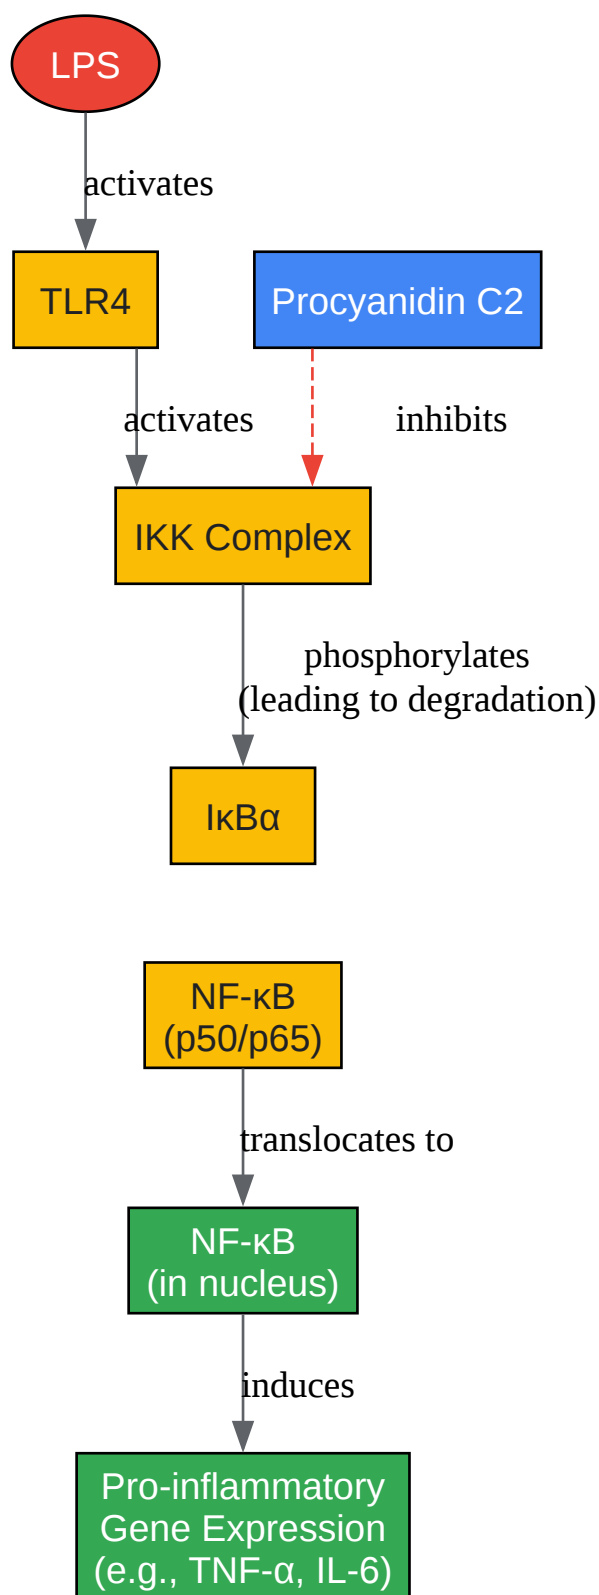 LPS
activates
TLR4
Procyanidin C2
activates
inhibits
IKK Complex
phosphorylates
(leading to degradation)
IκBα
NF-κB
(p50/p65)
translocates to
NF-κB
(in nucleus)
induces
Pro-inflammatory
Gene Expression
(e.g., TNF-α, IL-6)